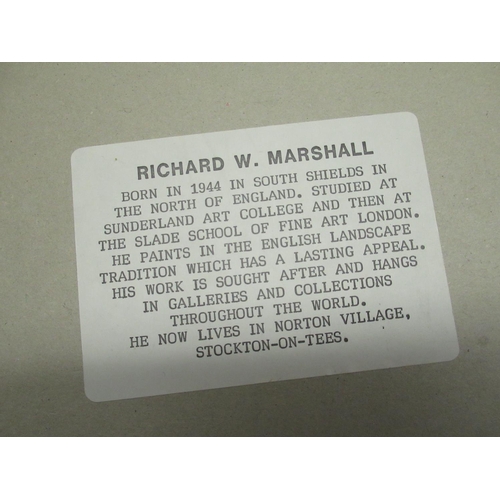 RICHARD W. MARSHALL
BORN IN 1944 IN SOUTH SHIELDS IN
THE NORTH OF ENGLAND. STUDIED AT
SUNDERLAND ART COLLEGE AND THEN AT
THE SLADE SCHOOL OF FINE ART LONDON.
HE PAINTS IN THE ENGLISH LANDSCAPE
TRADITION WHICH HAS A LASTING APPEAL.
HIS WORK IS SOUGHT AFTER AND HANGS
IN GALLERIES AND COLLECTIONS
THROUGHOUT THE WORLD.
HE NOW LIVES IN NORTON VILLAGE,
STOCKTON-ON-TEES.